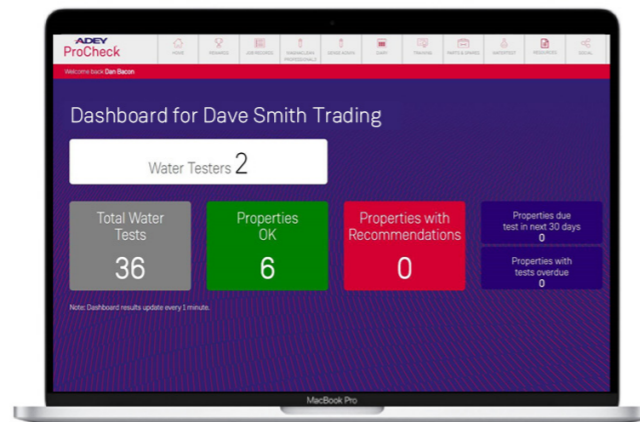 ADEY
ProCheck
HOME
REWARDS
JOB RECORDS
MAGNACLEAN
PROFESSIONALS
DIARY
TRAINING
PARTS & SPARES
WATERTEST
RESOURCES
SOCIAL
Welcome back Dan Bacon
Dashboard for Dave Smith Trading
Water Testers 2
Total Water
Tests
36
Properties
OK
6
Properties with
Recommendations
0
Properties due
test in next 30 days
0
Properties with
tests overdue
0
Note: Dashboard results update every 1 minute.
MacBook Pro